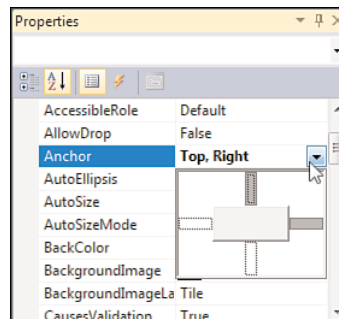 Properties
AccessibleRole Default
AllowDrop False
Anchor Top, Right
AutoEllipsis
AutoSize
AutoSizeMode
BackColor
BackgroundImage
BackgroundImageLa Tile
CausesValidation True